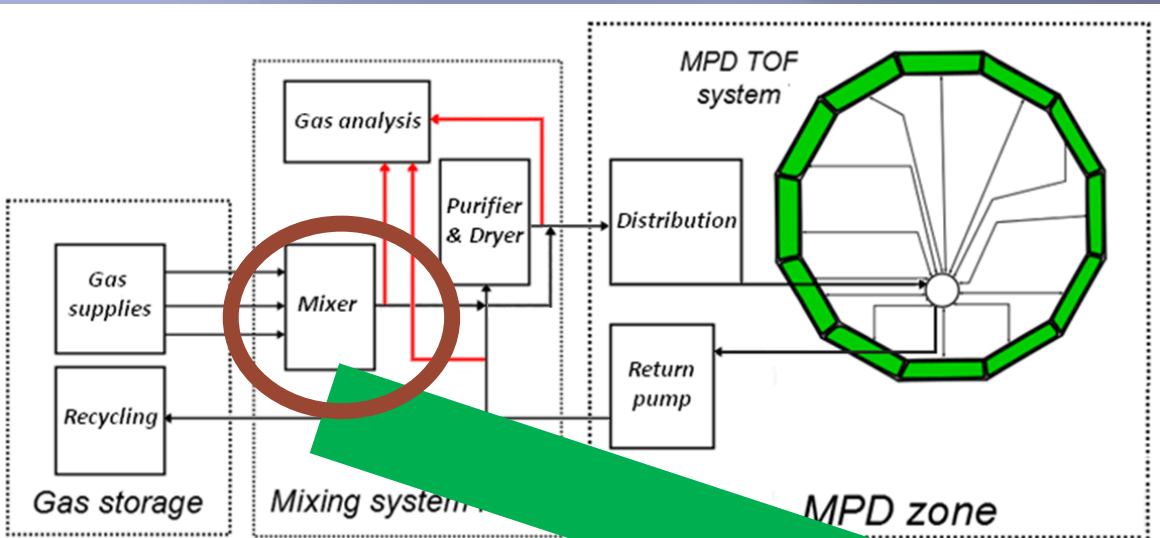 MPD TOF
system
Gas analysis
Purifier
& Dryer
Distribution
Gas
supplies
Mixer
Return
pump
Recycling
Gas storage
Mixing system
MPD zone